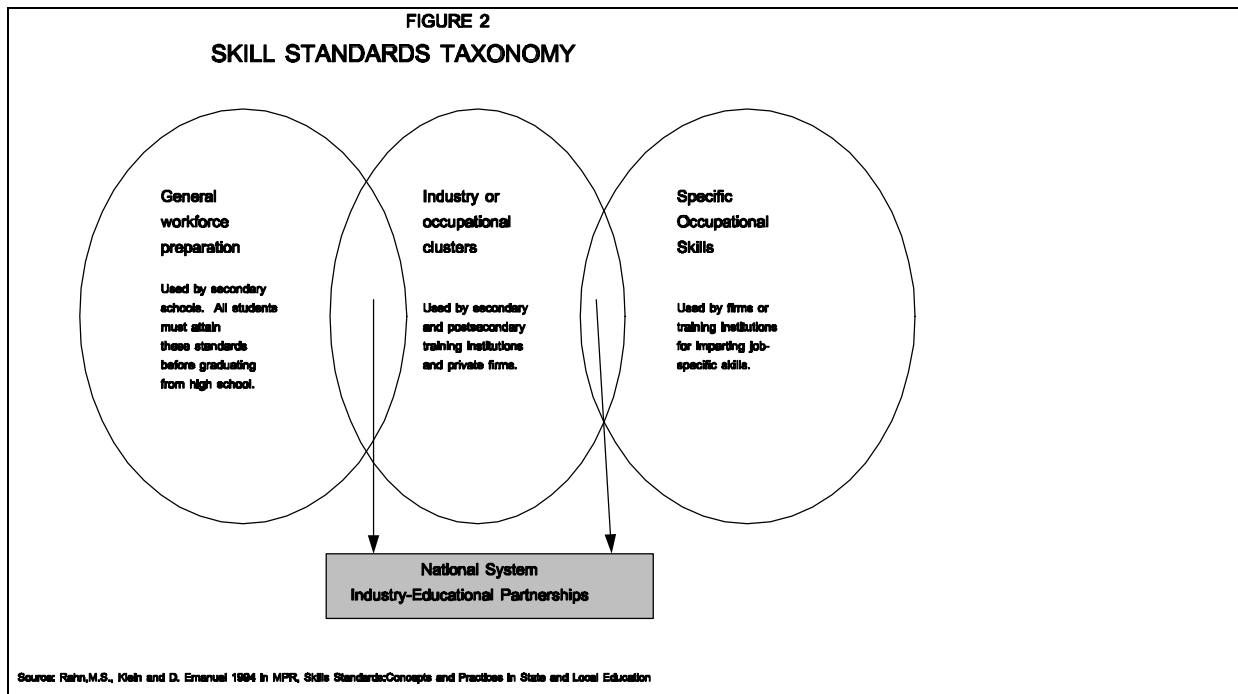 FIGURE 2
SKILL STANDARDS TAXONOMY
General
workforce
preparation
Used by secondary
schools. All students
must attain
these standards
before graduating
from high school.
Industry or
occupational
clusters
Used by secondary
and postsecondary
training institutions
and private firms.
Specific
Occupational
Skills
Used by firms or
training institutions
for imparting job-
specific skills.
National System
Industry-Educational Partnerships
Source: Rahn,M.S., Klein and D. Emanuel 1994 in MPR, Skills Standards:Concepts and Practices in State and Local Education